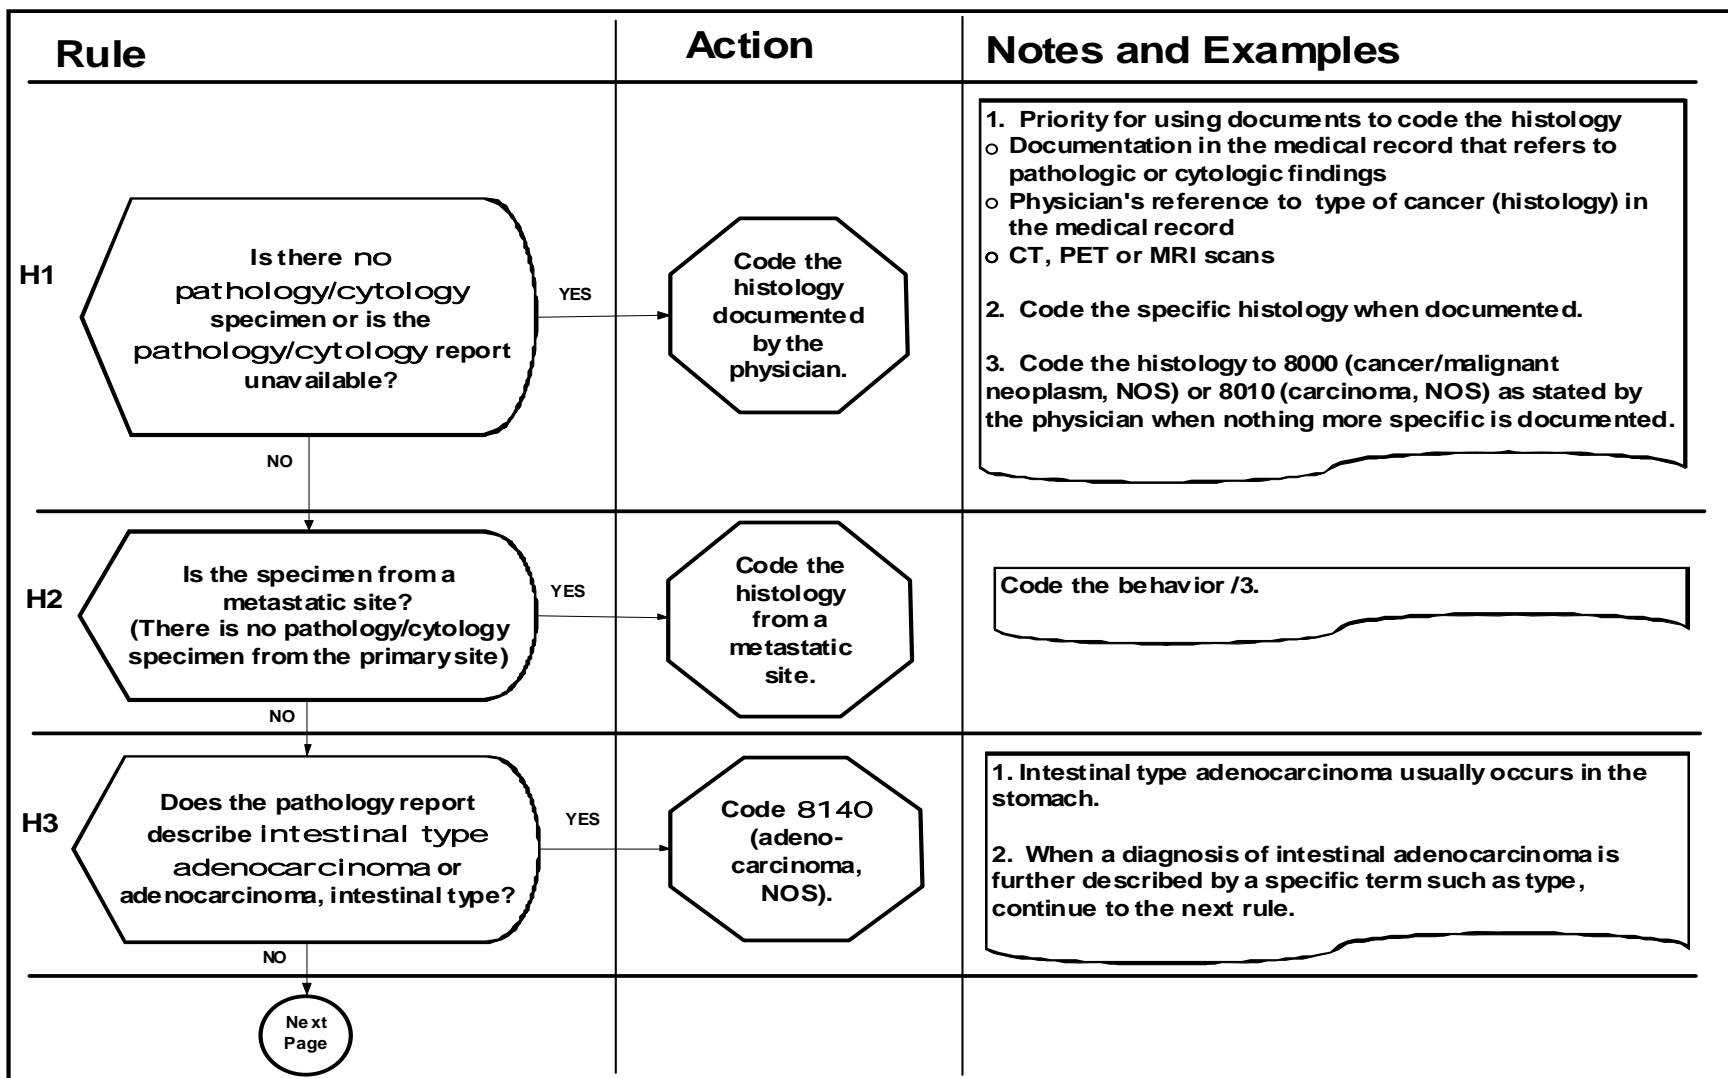 Rule
Action
Notes and Examples
H1
Is there no
pathology/cytology
specimen or is the
pathology/cytology report
unavailable?
YES
NO
Code the
histology
documented
by the
physician.
1. Priority for using documents to code the histology
o Documentation in the medical record that refers to
pathologic or cytologic findings
o Physician's reference to type of cancer (histology) in
the medical record
o CT, PET or MRI scans
2. Code the specific histology when documented.
3. Code the histology to 8000 (cancer/malignant
neoplasm, NOS) or 8010 (carcinoma, NOS) as stated by
the physician when nothing more specific is documented.
H2
Is the specimen from a
metastatic site?
(There is no pathology/cytology
specimen from the primary site)
YES
NO
Code the
histology
from a
metastatic
site.
Code the behavior /3.
H3
Does the pathology report
describe intestinal type
adenocarcinoma or
adenocarcinoma, intestinal type?
YES
NO
Code 8140
(adeno-
carcinoma,
NOS).
1. Intestinal type adenocarcinoma usually occurs in the
stomach.
2. When a diagnosis of intestinal adenocarcinoma is
further described by a specific term such as type,
continue to the next rule.
Next
Page